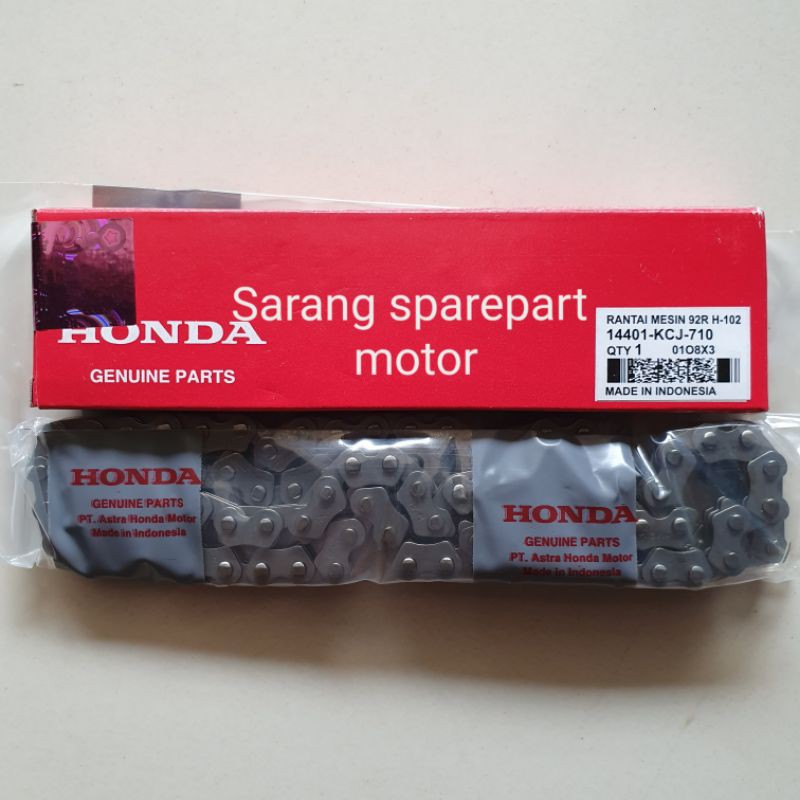 HONDA
GENUINE PARTS
Sarang sparepart
motor
RANTAI MESIN 92R H-102
14401-KCJ-710
QTY 1 01O8X3
MADE IN INDONESIA
HONDA
GENUINE PARTS
PT. Astra Honda Motor
Made in Indonesia
HONDA
GENUINE PARTS
PT. Astra Honda Motor
Made in Indonesia